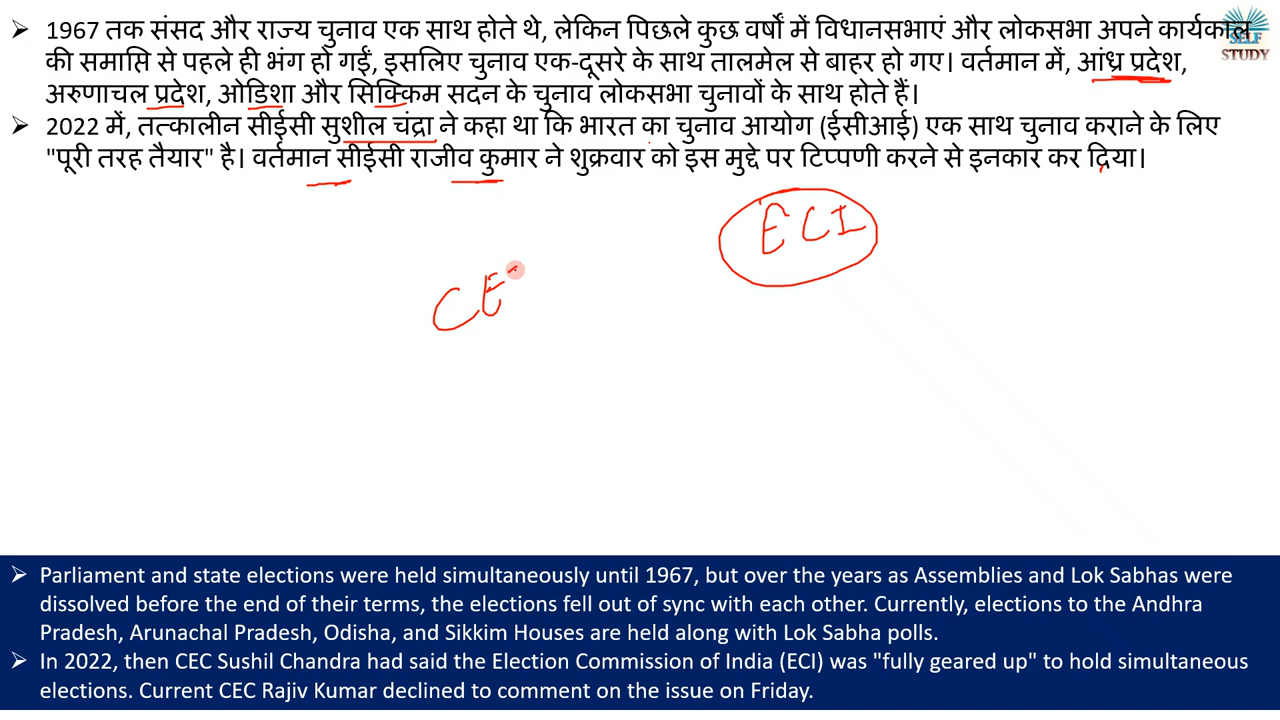 ➢ 1967 तक संसद और राज्य चुनाव एक साथ होते थे, लेकिन पिछले कुछ वर्षों में विधानसभाएं और लोकसभा अपने कार्यकाल
की समाप्ति से पहले ही भंग हो गईं, इसलिए चुनाव एक-दूसरे के साथ तालमेल से बाहर हो गए। वर्तमान में, आंध्र प्रदेश,
अरुणाचल प्रदेश, ओडिशा और सिक्किम सदन के चुनाव लोकसभा चुनावों के साथ होते हैं।
➢ 2022 में, तत्कालीन सीईसी सुशील चंद्रा ने कहा था कि भारत का चुनाव आयोग (ईसीआई) एक साथ चुनाव कराने के लिए
"पूरी तरह तैयार" है। वर्तमान सीईसी राजीव कुमार ने शुक्रवार को इस मुद्दे पर टिप्पणी करने से इनकार कर दिया।
SELF
STUDY
ECI
CE
➢ Parliament and state elections were held simultaneously until 1967, but over the years as Assemblies and Lok Sabhas were
dissolved before the end of their terms, the elections fell out of sync with each other. Currently, elections to the Andhra
Pradesh, Arunachal Pradesh, Odisha, and Sikkim Houses are held along with Lok Sabha polls.
➢ In 2022, then CEC Sushil Chandra had said the Election Commission of India (ECI) was "fully geared up" to hold simultaneous
elections. Current CEC Rajiv Kumar declined to comment on the issue on Friday.